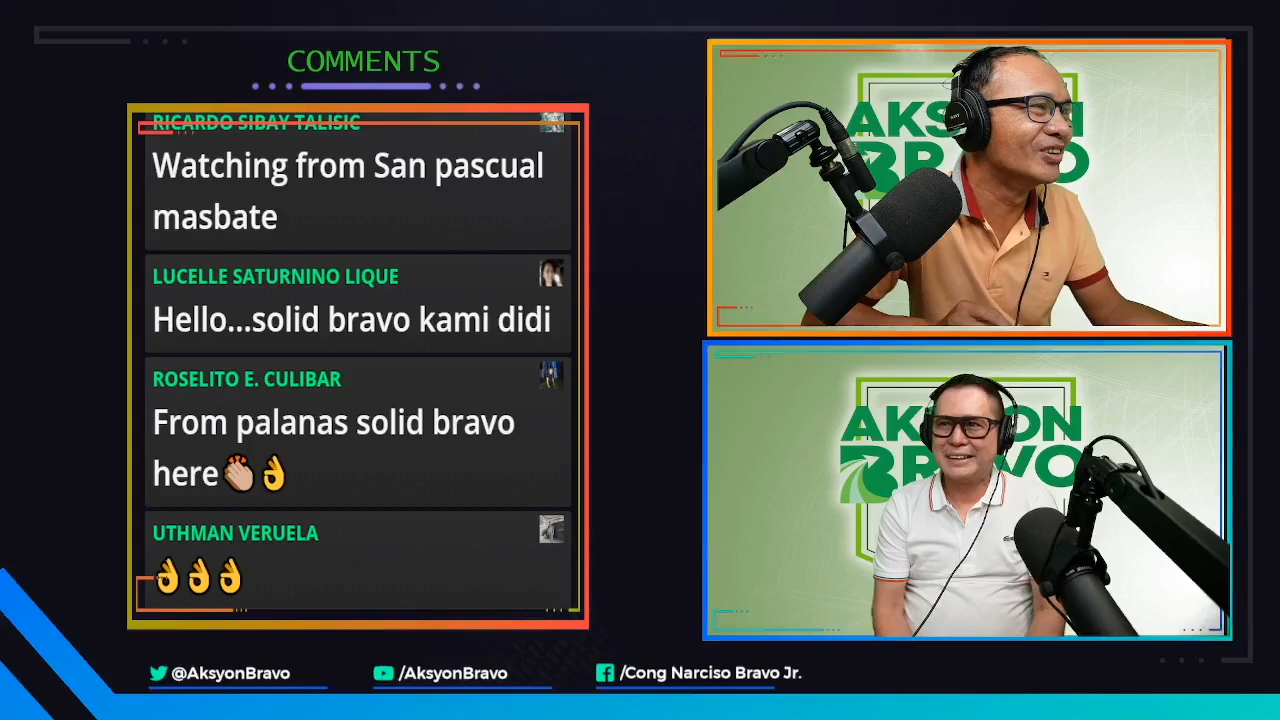 COMMENTS
RICARDO SIBAY TALISIC
Watching from San pascual
masbate
LUCELLE SATURNINO LIQUE
Hello...solid bravo kami didi
ROSELITO E. CULIBAR
From palanas solid bravo
here👏🏼👌
UTHMAN VERUELA
👌👌👌
AKSYON
BRAVO
SONY
AKSYON
BRAVO
@AksyonBravo
/AksyonBravo
/Cong Narciso Bravo Jr.